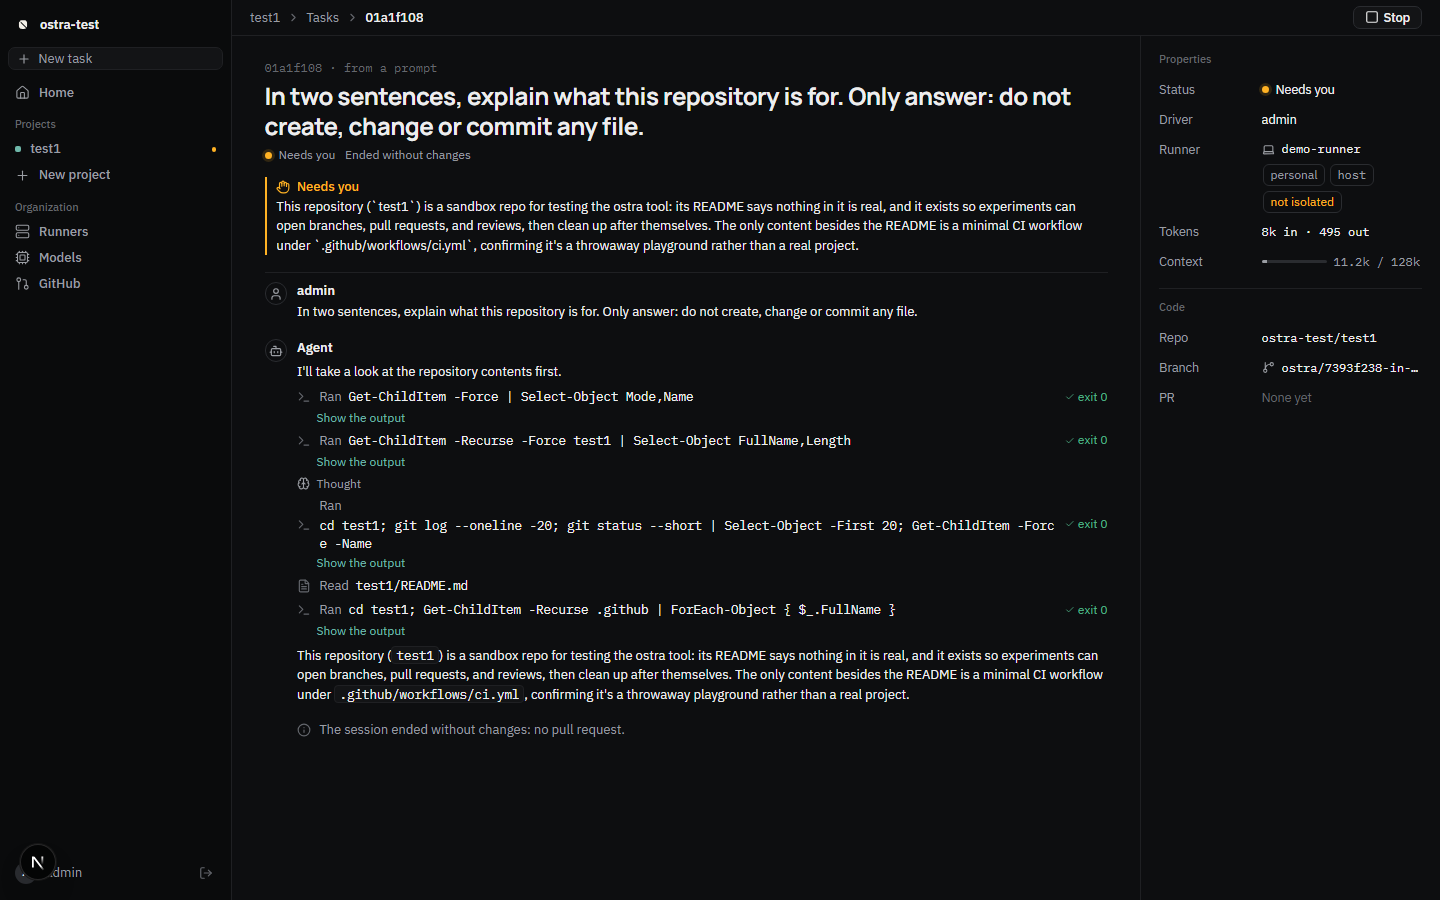 ostra-test
New task
Home
Projects
test1
New project
Organization
Runners
Models
GitHub
dmin
test1 > Tasks > 01a1f108
Stop
01a1f108 · from a prompt
In two sentences, explain what this repository is for. Only answer: do not
create, change or commit any file.
Needs you Ended without changes
Needs you
This repository (`test1`) is a sandbox repo for testing the ostra tool: its README says nothing in it is real, and it exists so experiments can
open branches, pull requests, and reviews, then clean up after themselves. The only content besides the README is a minimal CI workflow
under `.github/workflows/ci.yml`, confirming it's a throwaway playground rather than a real project.
admin
In two sentences, explain what this repository is for. Only answer: do not create, change or commit any file.
Agent
I'll take a look at the repository contents first.
Ran Get-ChildItem -Force | Select-Object Mode,Name
exit 0
Show the output
Ran Get-ChildItem -Recurse -Force test1 | Select-Object FullName,Length
exit 0
Show the output
Thought
Ran
cd test1; git log --oneline -20; git status --short | Select-Object -First 20; Get-ChildItem -Forc
e -Name
exit 0
Show the output
Read test1/README.md
Ran cd test1; Get-ChildItem -Recurse .github | ForEach-Object { $_.FullName }
exit 0
Show the output
This repository ( test1 ) is a sandbox repo for testing the ostra tool: its README says nothing in it is real, and it exists so experiments can
open branches, pull requests, and reviews, then clean up after themselves. The only content besides the README is a minimal CI workflow
under .github/workflows/ci.yml , confirming it's a throwaway playground rather than a real project.
The session ended without changes: no pull request.
Properties
Status Needs you
Driver admin
Runner demo-runner
personal host
not isolated
Tokens 8k in · 495 out
Context 11.2k / 128k
Code
Repo ostra-test/test1
Branch ostra/7393f238-in-…
PR None yet